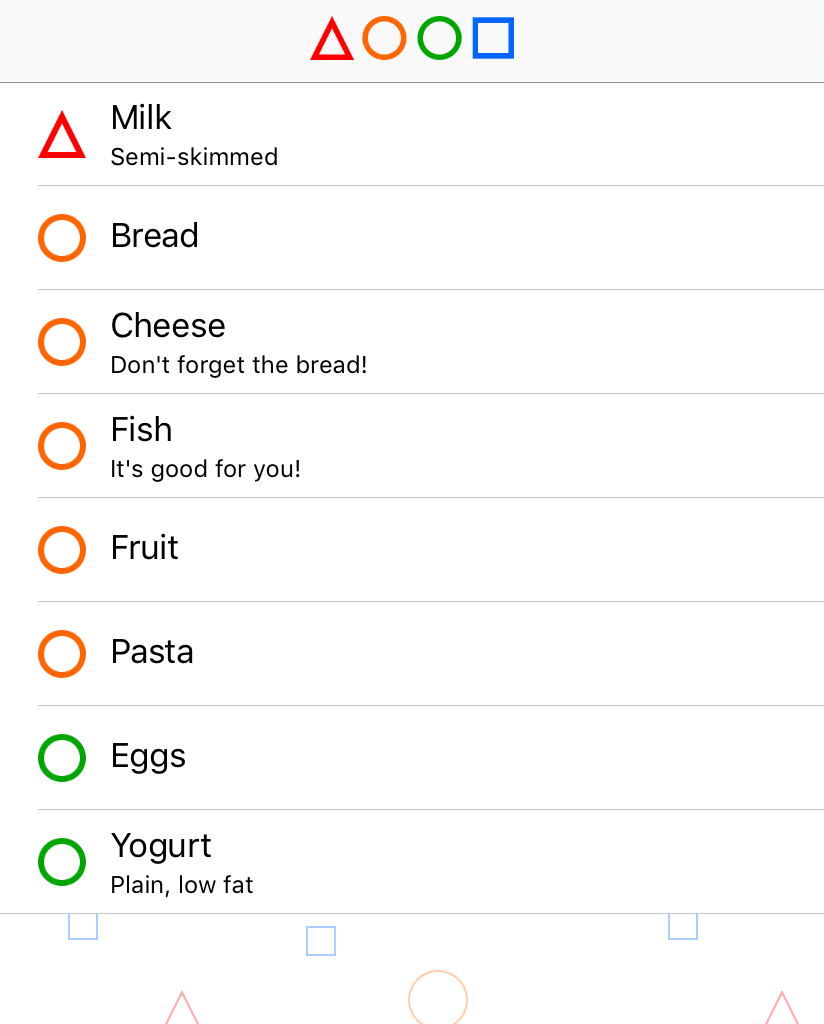 Milk
Semi-skimmed
Bread
Cheese
Don't forget the bread!
Fish
It's good for you!
Fruit
Pasta
Eggs
Yogurt
Plain, low fat